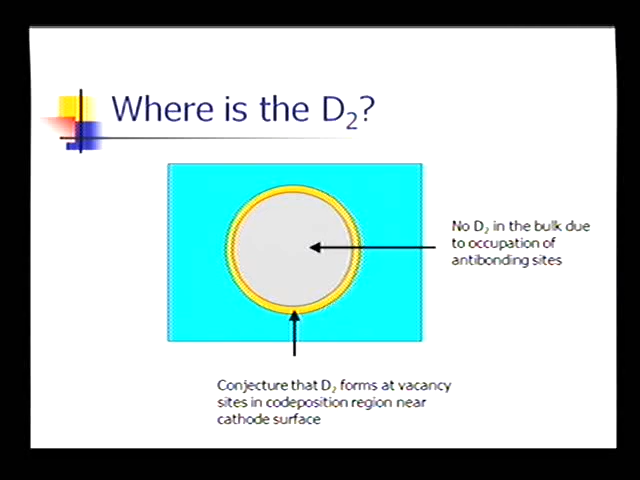 Where is the D₂?
No D₂ in the bulk due
to occupation of
antibonding sites
Conjecture that D₂ forms at vacancy
sites in codeposition region near
cathode surface